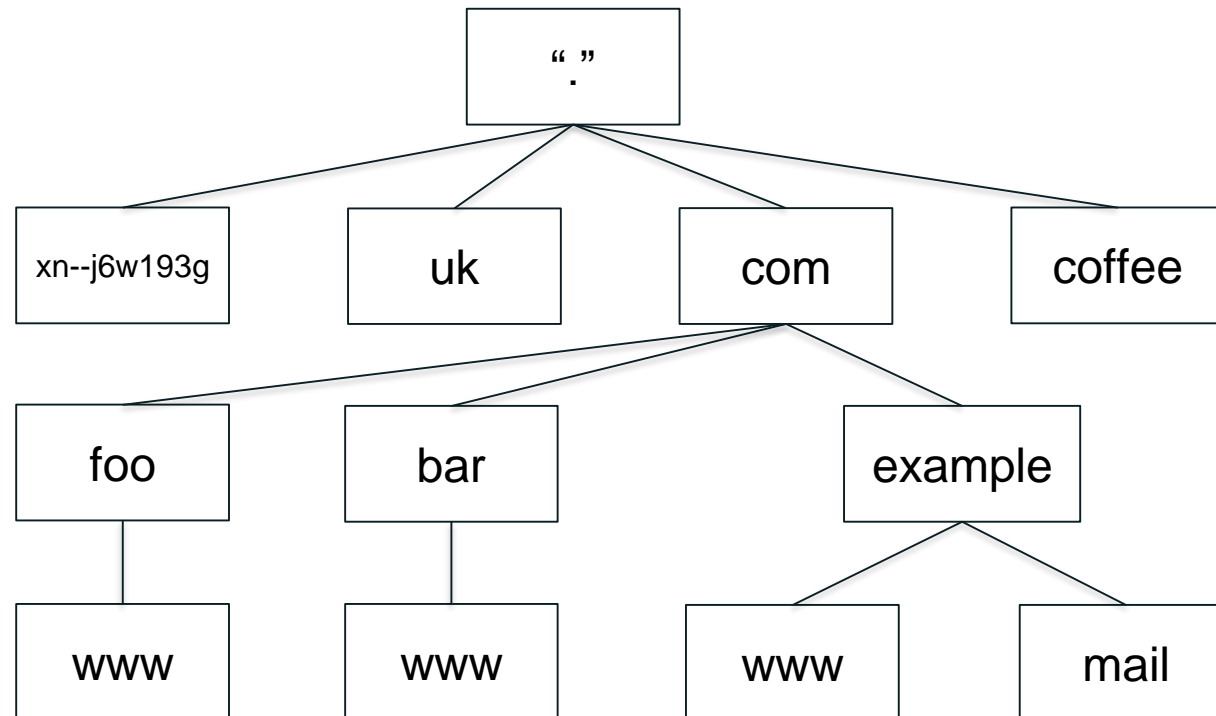 “.”
xn--j6w193g
uk
com
coffee
foo
bar
example
www
www
www
mail